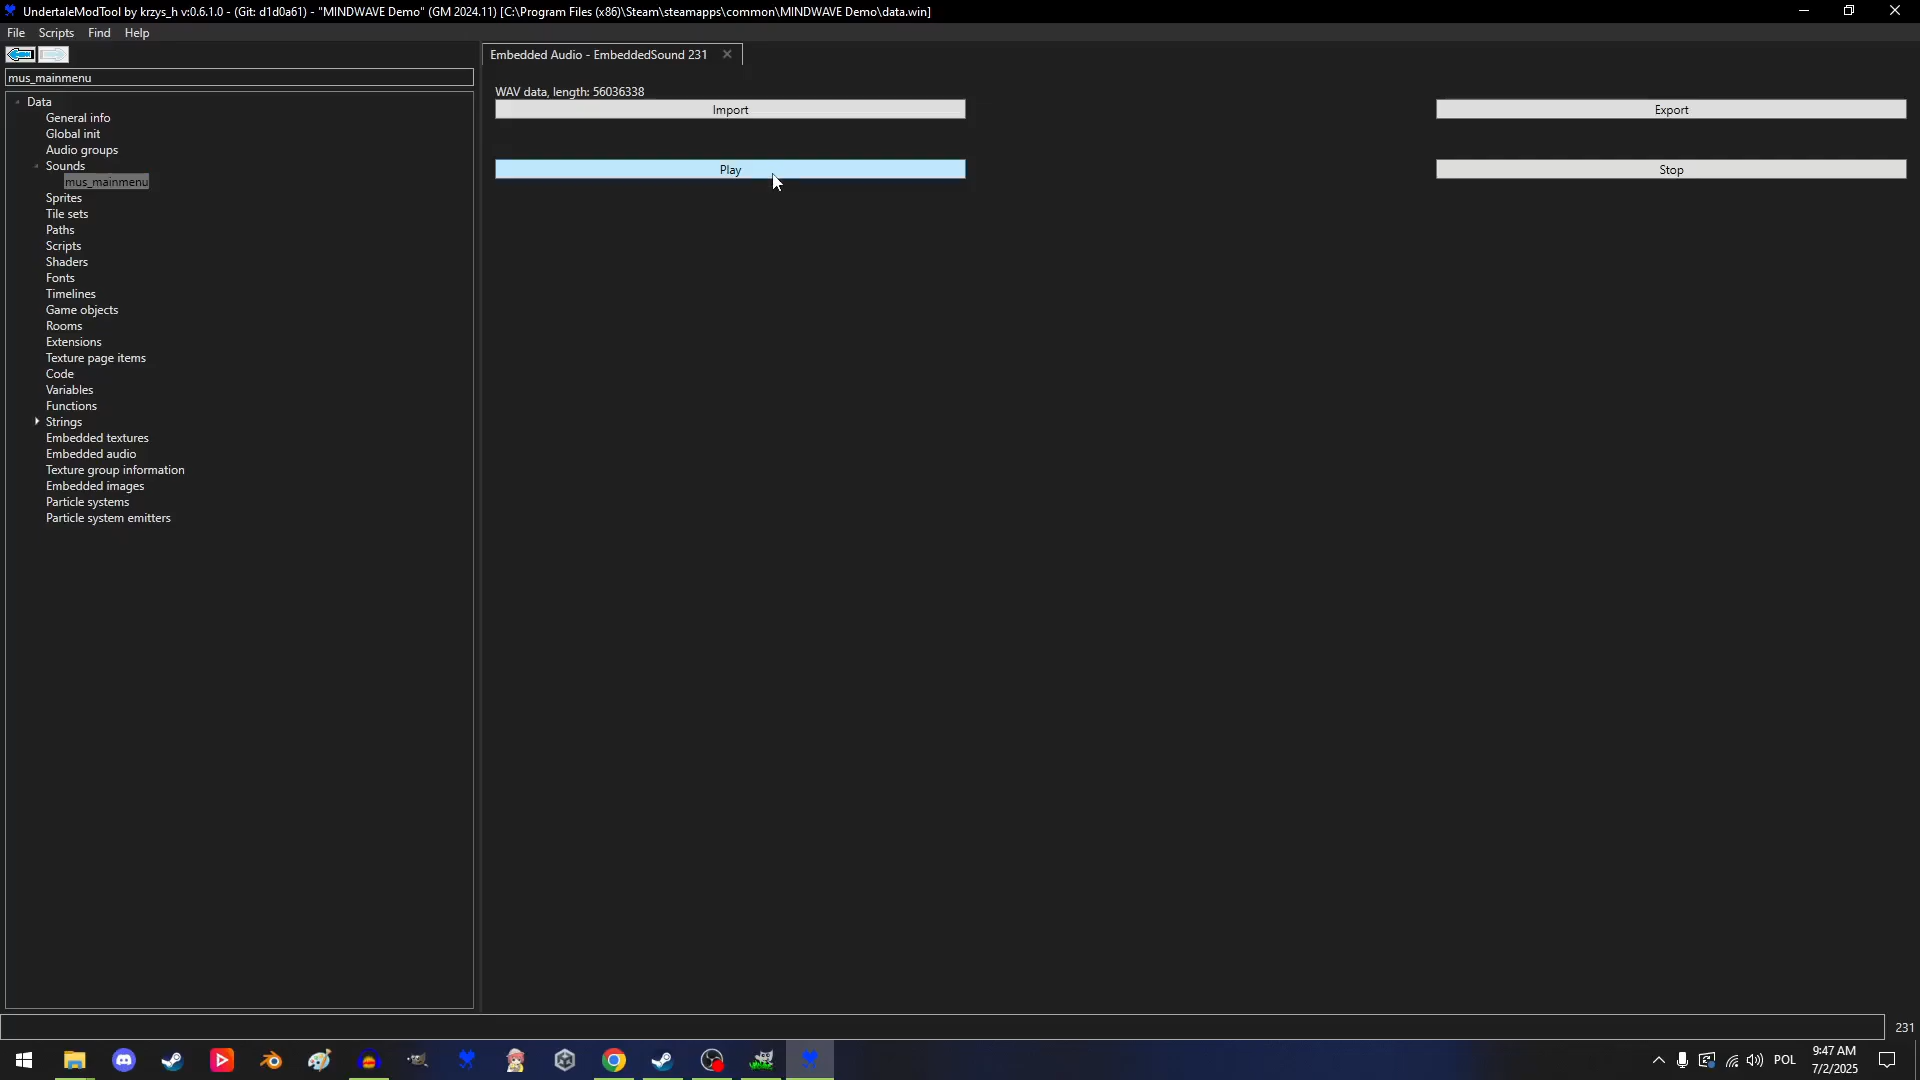 UndertaleModTool by krzys_h v:0.6.1.0 - (Git: d1d0a61) - "MINDWAVE Demo" (GM 2024.11) [C:\Program Files (x86)\Steam\steamapps\common\MINDWAVE Demo\data.win]
File Scripts Find Help
mus_mainmenu
Data
General info
Global init
Audio groups
Sounds
mus_mainmenu
Sprites
Tile sets
Paths
Scripts
Shaders
Fonts
Timelines
Game objects
Rooms
Extensions
Texture page items
Code
Variables
Functions
Strings
Embedded textures
Embedded audio
Texture group information
Embedded images
Particle systems
Particle system emitters
Embedded Audio - EmbeddedSound 231
WAV data, length: 56036338
Import Export
Play Stop
231
POL
9:47 AM
7/2/2025